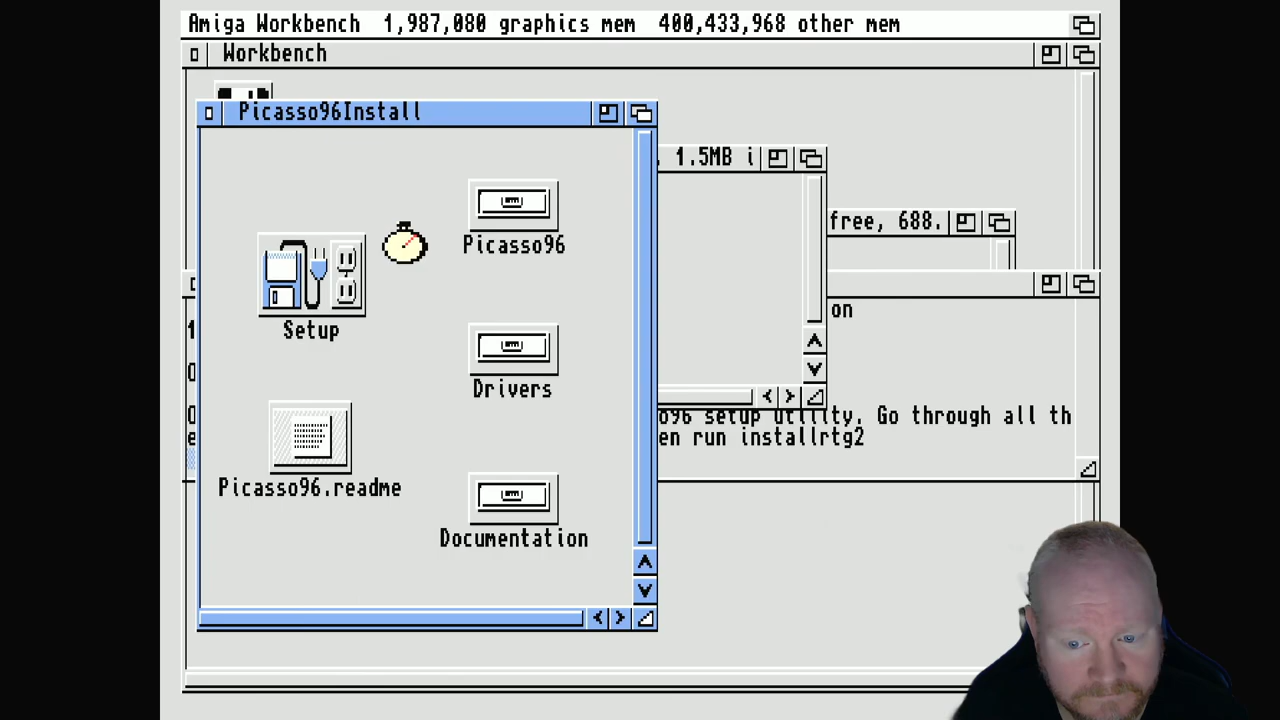 Amiga Workbench 1,987,080 graphics mem 400,433,968 other mem
Workbench
Picasso96Install
1.5MB i
free, 688.
Picasso96
Setup
on
Drivers
o96 setup utility. Go through all th
en run installrtg2
Picasso96.readme
Documentation